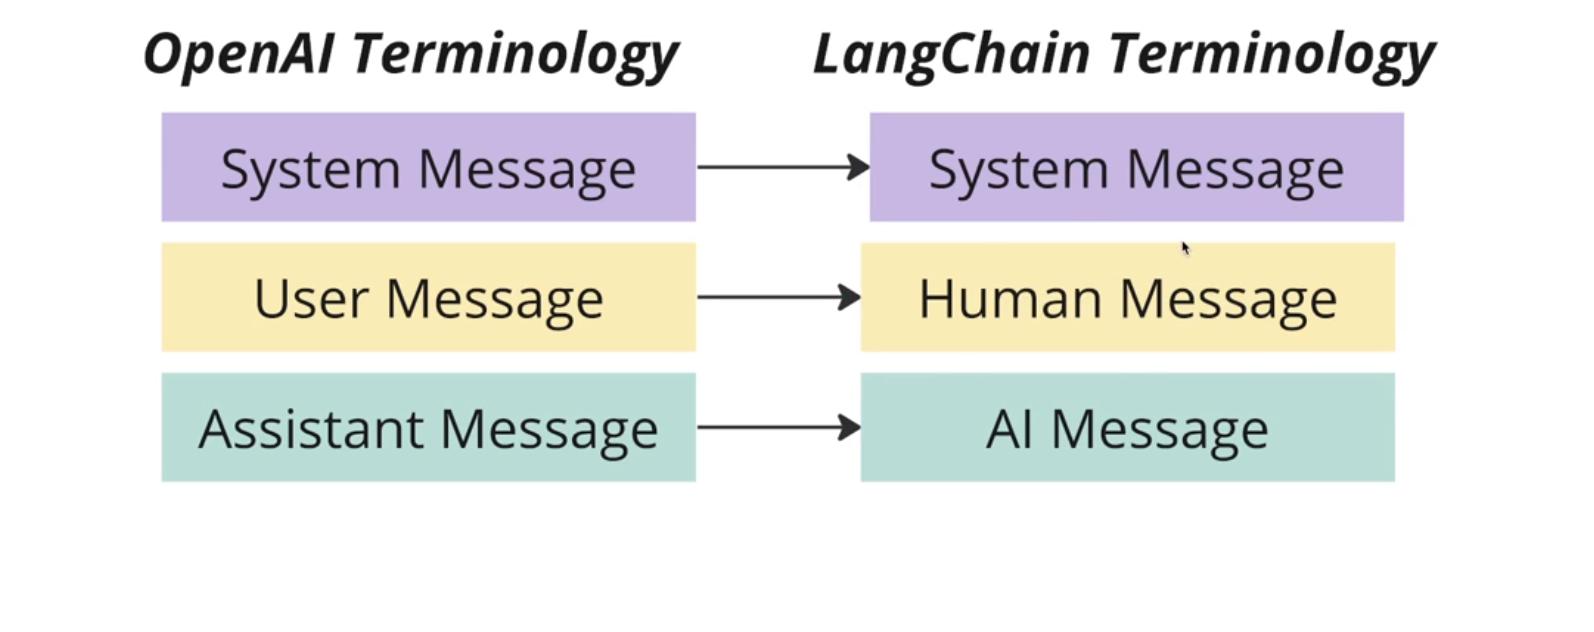 OpenAI Terminology
LangChain Terminology
System Message
System Message
User Message
Human Message
Assistant Message
AI Message